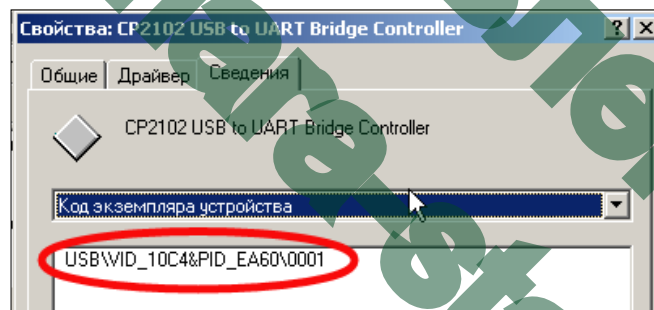 Свойства: CP2102 USB to UART Bridge Controller
Общие Драйвер Сведения
CP2102 USB to UART Bridge Controller
Код экземпляра устройства
USB\VID_10C4&PID_EA60\0001